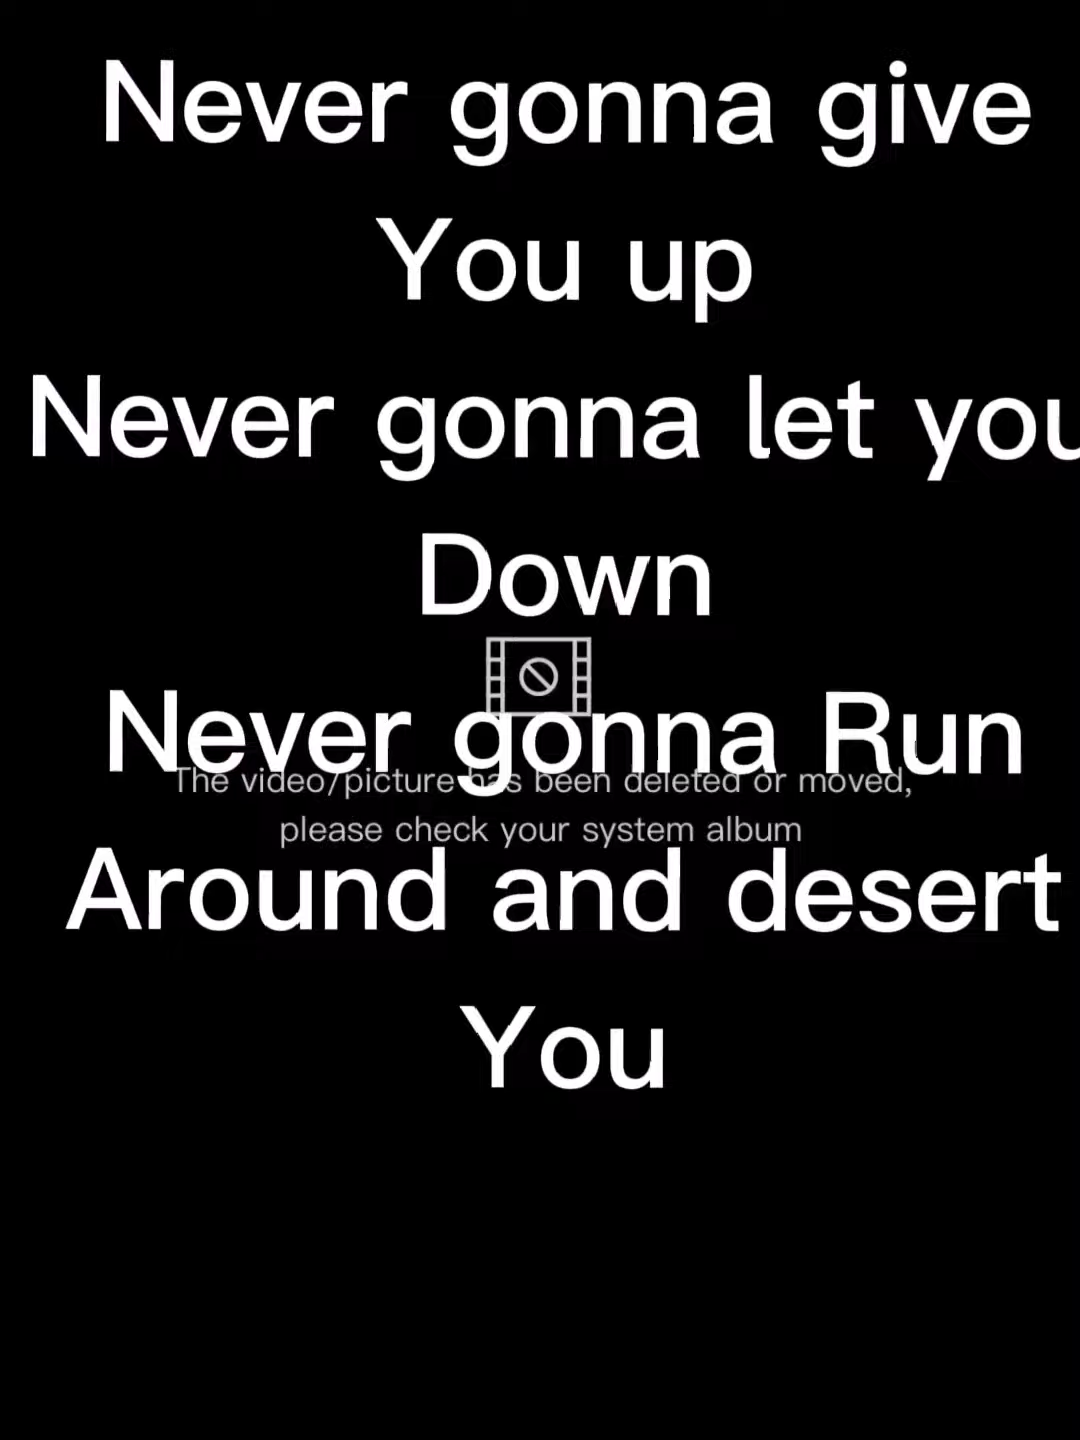 Never gonna give
You up
Never gonna let you
Down
Never gonna Run
The video/picture has been deleted or moved,
please check your system album
Around and desert
You